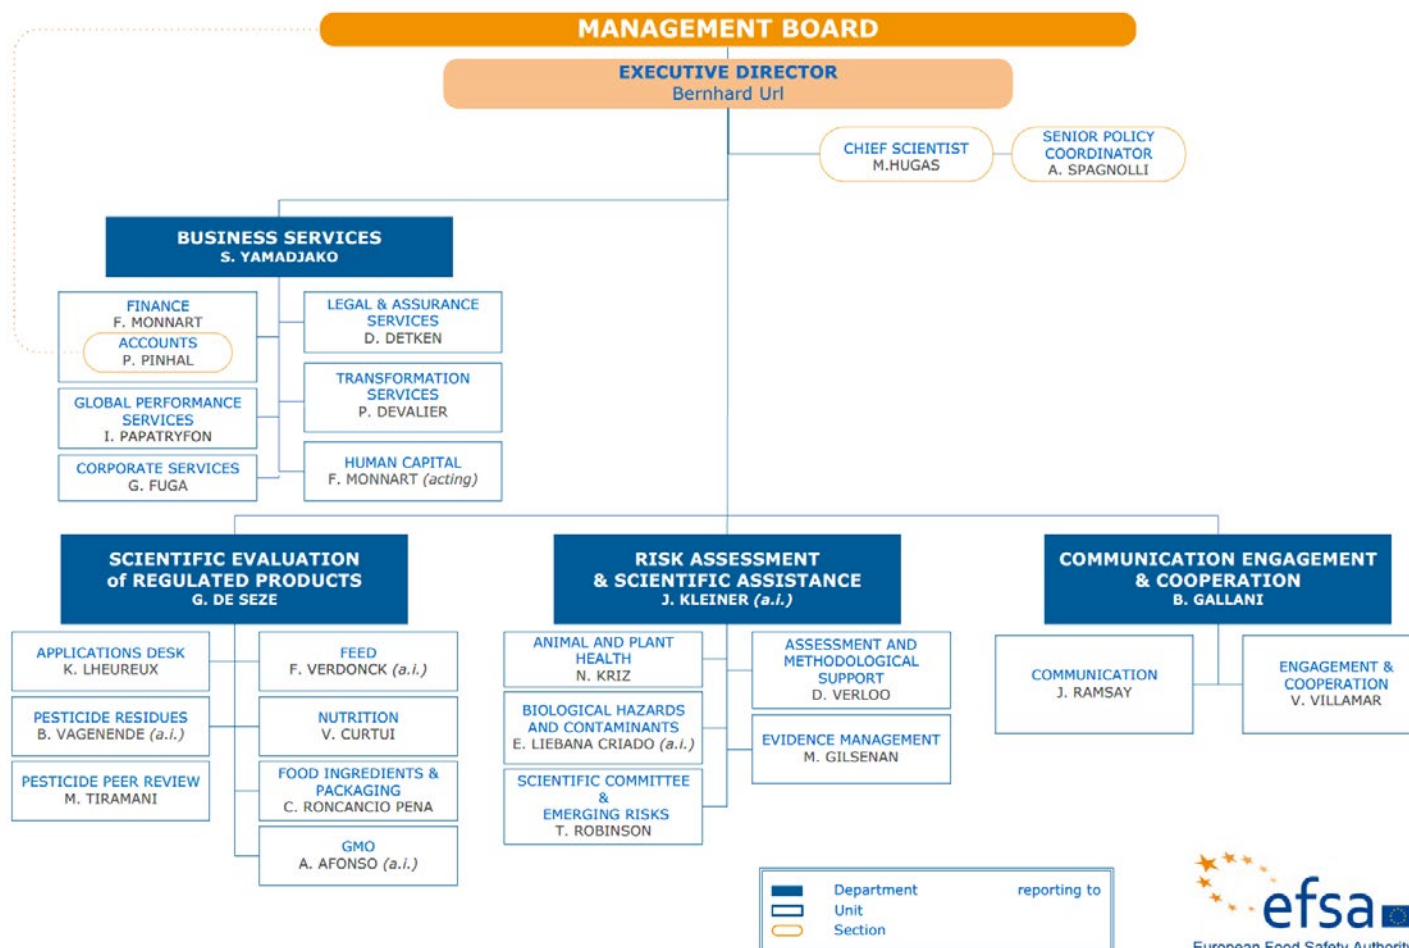 MANAGEMENT BOARD
EXECUTIVE DIRECTOR
Bernhard Url
CHIEF SCIENTIST
M.HUGAS
SENIOR POLICY
COORDINATOR
A. SPAGNOLLI
BUSINESS SERVICES
S. YAMADJAKO
FINANCE
F. MONNART
ACCOUNTS
P. PINHAL
LEGAL & ASSURANCE
SERVICES
D. DETKEN
TRANSFORMATION
SERVICES
P. DEVALIER
GLOBAL PERFORMANCE
SERVICES
I. PAPATRYFON
CORPORATE SERVICES
G. FUGA
HUMAN CAPITAL
F. MONNART (acting)
SCIENTIFIC EVALUATION
of REGULATED PRODUCTS
G. DE SEZE
APPLICATIONS DESK
K. LHEUREUX
FEED
F. VERDONCK (a.i.)
PESTICIDE RESIDUES
B. VAGENENDE (a.i.)
NUTRITION
V. CURTUI
PESTICIDE PEER REVIEW
M. TIRAMANI
FOOD INGREDIENTS &
PACKAGING
C. RONCANCIO PENA
GMO
A. AFONSO (a.i.)
RISK ASSESSMENT
& SCIENTIFIC ASSISTANCE
J. KLEINER (a.i.)
ANIMAL AND PLANT
HEALTH
N. KRIZ
ASSESSMENT AND
METHODOLOGICAL
SUPPORT
D. VERLOO
BIOLOGICAL HAZARDS
AND CONTAMINANTS
E. LIEBANA CRIADO (a.i.)
EVIDENCE MANAGEMENT
M. GILSENAN
SCIENTIFIC COMMITTEE
&
EMERGING RISKS
T. ROBINSON
COMMUNICATION ENGAGEMENT
& COOPERATION
B. GALLANI
COMMUNICATION
J. RAMSAY
ENGAGEMENT &
COOPERATION
V. VILLAMAR
Department reporting to
Unit
Section
efsa
European Food Safety Authority